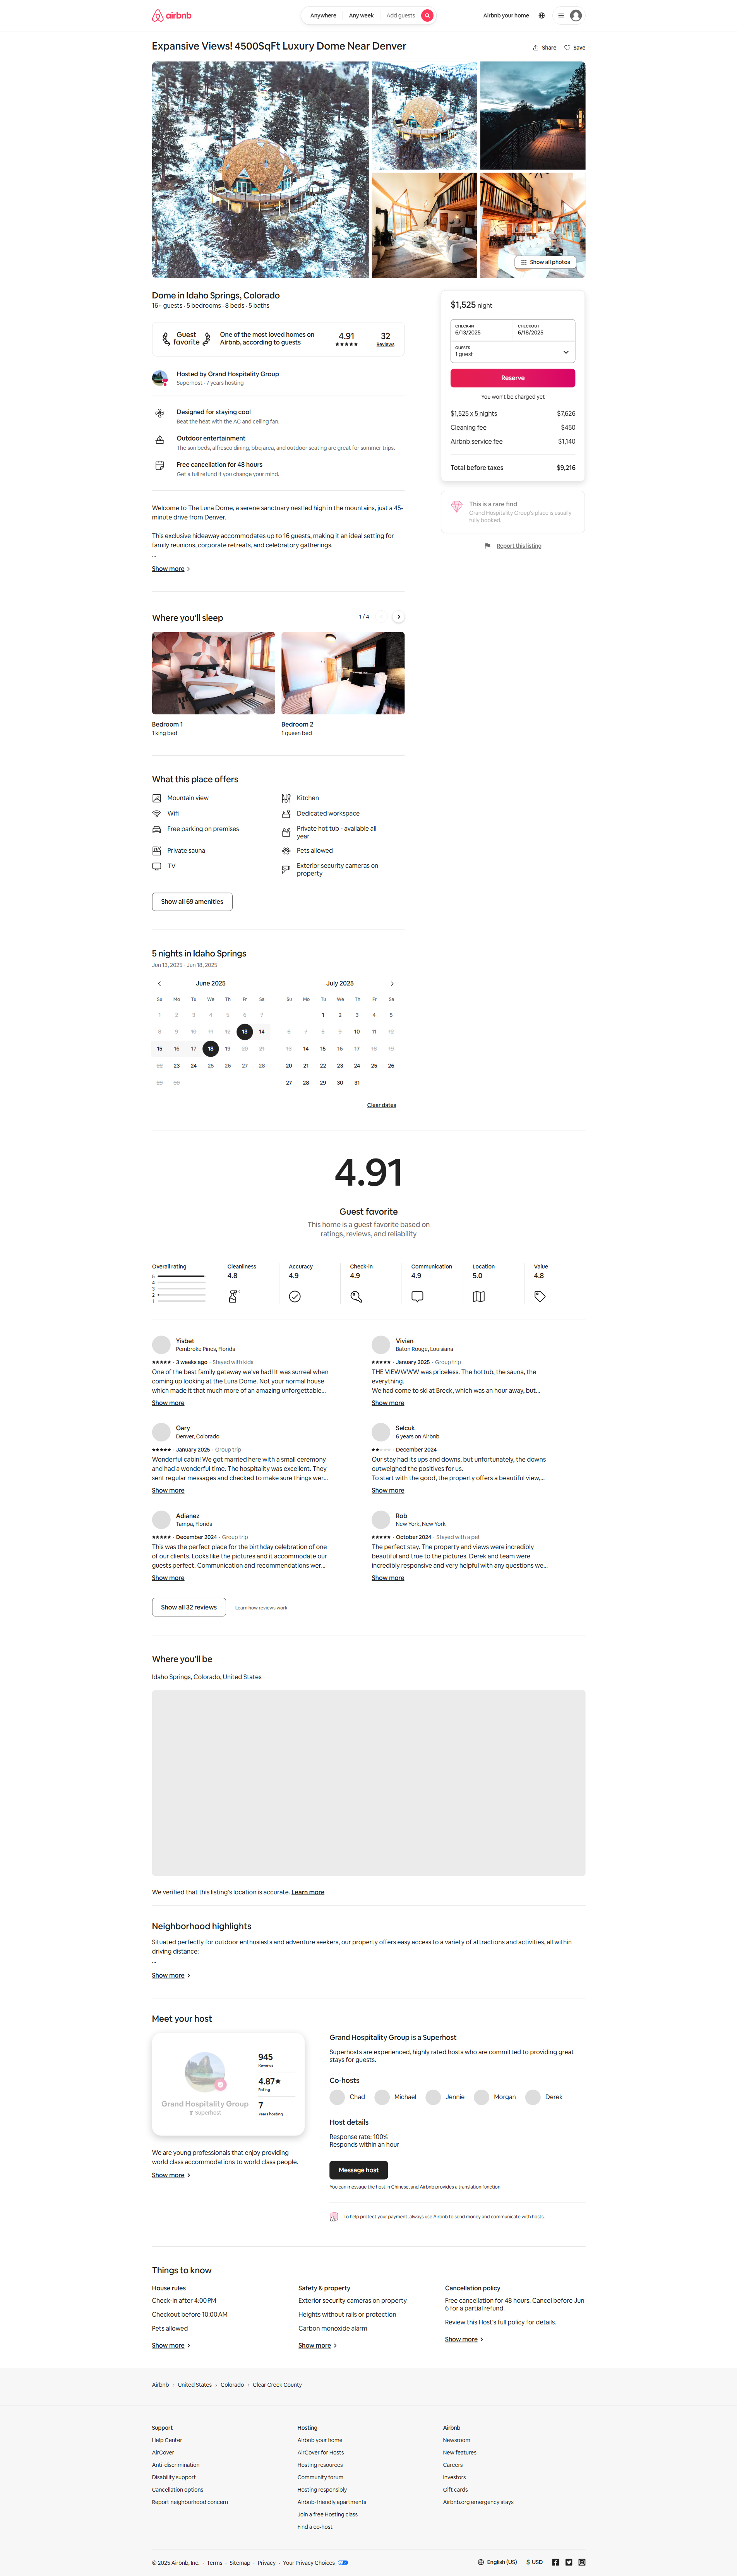 airbnb
Anywhere
Any week
Add guests
Airbnb your home
Expansive Views! 4500SqFt Luxury Dome Near Denver
Share
Save
Show all photos
Dome in Idaho Springs, Colorado
16+ guests · 5 bedrooms · 8 beds · 5 baths
Guest favorite
One of the most loved homes on Airbnb, according to guests
4.91
32
Reviews
Hosted by Grand Hospitality Group
Superhost · 7 years hosting
Designed for staying cool
Beat the heat with the AC and ceiling fan.
Outdoor entertainment
The sun beds, alfresco dining, bbq area, and outdoor seating are great for summer trips.
Free cancellation for 48 hours
Get a full refund if you change your mind.
$1,525 night
CHECK-IN
6/13/2025
CHECKOUT
6/18/2025
GUESTS
1 guest
Reserve
You won't be charged yet
$1,525 x 5 nights
$7,626
Cleaning fee
$450
Airbnb service fee
$1,140
Total before taxes
$9,216
This is a rare find
Grand Hospitality Group's place is usually
fully booked.
Report this listing
Welcome to The Luna Dome, a serene sanctury nestled high in the mountains, just a 45-
minute drive from Denver.
This exclusive hideaway accommodates up to 16 guests, making it an ideal setting for
family reunions, corporate retreats, and celebratory gatherings.
...
Show more
Where you'll sleep
1 / 4
Bedroom 1
1 king bed
Bedroom 2
1 queen bed
What this place offers
Mountain view
Kitchen
Wifi
Dedicated workspace
Free parking on premises
Private hot tub - available all
year
Private sauna
Pets allowed
TV
Exterior security cameras on
property
Show all 69 amenities
5 nights in Idaho Springs
Jun 13, 2025 - Jun 18, 2025
June 2025
Su Mo Tu We Th Fr Sa
1 2 3 4 5 6 7
8 9 10 11 12 13 14
15 16 17 18 19 20 21
22 23 24 25 26 27 28
29 30
July 2025
Su Mo Tu We Th Fr Sa
1 2 3 4 5
6 7 8 9 10 11 12
13 14 15 16 17 18 19
20 21 22 23 24 25 26
27 28 29 30 31
Clear dates
4.91
Guest favorite
This home is a guest favorite based on
ratings, reviews, and reliability
Overall rating
5
4
3
2
1
Cleanliness
4.8
Accuracy
4.9
Check-in
4.9
Communication
4.9
Location
5.0
Value
4.8
Yisbet
Pembroke Pines, Florida
3 weeks ago · Stayed with kids
One of the best family getaway we've had! It was surreal when
coming up looking at the Luna Dome. Not your normal house
which made it that much more of an amazing unforgettable...
Show more
Vivian
Baton Rouge, Louisiana
January 2025 · Group trip
THE VIEWWWW was priceless. The hottub, the sauna, the
everything.
We had come to ski at Breck, which was an hour away, but...
Show more
Gary
Denver, Colorado
January 2025 · Group trip
Wonderful cabin! We got married here with a small ceremony
and had a wonderful time. The hospitality was excellent. They
sent regular messages and checked to make sure things wer...
Show more
Selcuk
6 years on Airbnb
December 2024
Our stay had its ups and downs, but unfortunately, the downs
outweighed the positives for us.
To start with the good, the property offers a beautiful view,...
Show more
Adianez
Tampa, Florida
December 2024 · Group trip
This was the perfect place for the birthday celebration of one
of our clients. Looks like the pictures and it accommodate our
guests perfect. Communication and recommendations wer...
Show more
Rob
New York, New York
October 2024 · Stayed with a pet
The perfect stay. The property and views were incredibly
beautiful and true to the pictures. Derek and team were
incredibly responsive and very helpful with any questions we...
Show more
Show all 32 reviews
Learn how reviews work
Where you'll be
Idaho Springs, Colorado, United States
We verified that this listing's location is accurate. Learn more
Neighborhood highlights
Situated perfectly for outdoor enthusiasts and adventure seekers, our property offers easy access to a variety of attractions and activities, all within
driving distance:
...
Show more
Meet your host
Grand Hospitality Group
Superhost
945
Reviews
4.87★
Rating
7
Years hosting
We are young professionals that enjoy providing
world class accommodations to world class people.
Show more
Grand Hospitality Group is a Superhost
Superhosts are experienced, highly rated hosts who are committed to providing great
stays for guests.
Co-hosts
Chad
Michael
Jennie
Morgan
Derek
Host details
Response rate: 100%
Responds within an hour
Message host
You can message the host in Chinese, and Airbnb provides a translation function
To help protect your payment, always use Airbnb to send money and communicate with hosts.
Things to know
House rules
Check-in after 4:00 PM
Checkout before 10:00 AM
Pets allowed
Show more
Safety & property
Exterior security cameras on property
Heights without rails or protection
Carbon monoxide alarm
Show more
Cancellation policy
Free cancellation for 48 hours. Cancel before Jun
6 for a partial refund.
Review this Host's full policy for details.
Show more
Airbnb › United States › Colorado › Clear Creek County
Support
Help Center
AirCover
Anti-discrimination
Disability support
Cancellation options
Report neighborhood concern
Hosting
Airbnb your home
AirCover for Hosts
Hosting resources
Community forum
Hosting responsibly
Airbnb-friendly apartments
Join a free Hosting class
Find a co-host
Airbnb
Newsroom
New features
Careers
Investors
Gift cards
Airbnb.org emergency stays
© 2025 Airbnb, Inc. · Terms · Sitemap · Privacy · Your Privacy Choices
English (US)
$ USD